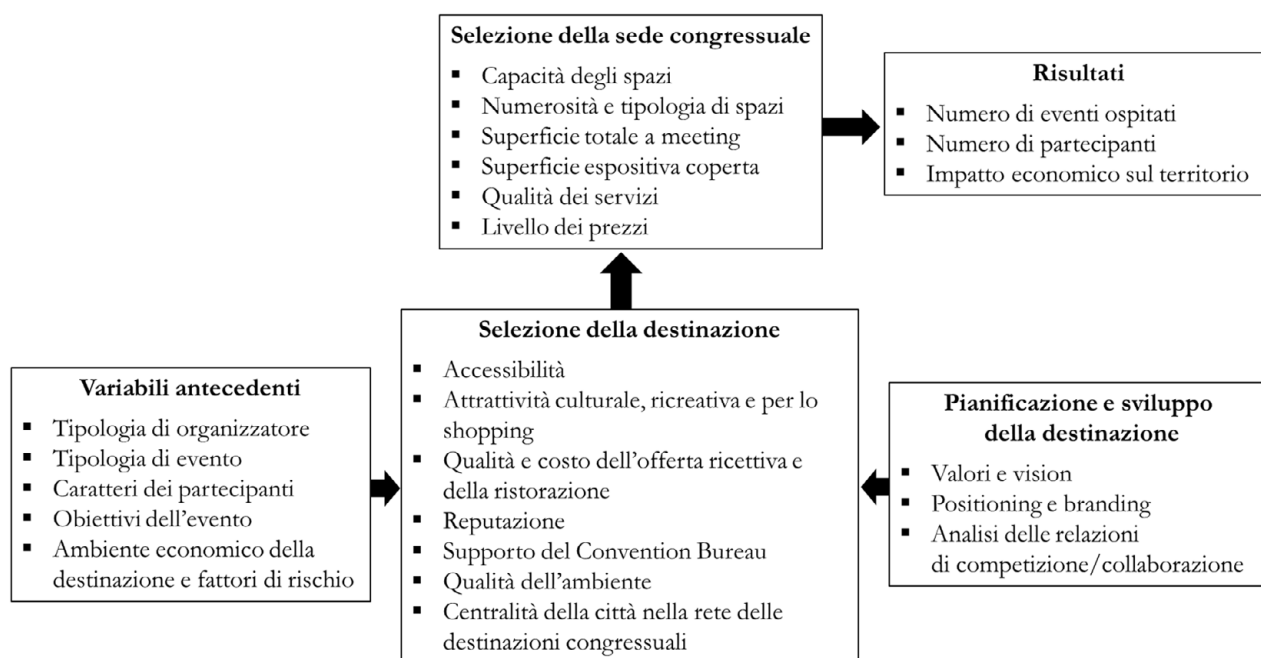 Selezione della sede congressuale
▪ Capacità degli spazi
▪ Numerosità e tipologia di spazi
▪ Superficie totale a meeting
▪ Superficie espositiva coperta
▪ Qualità dei servizi
▪ Livello dei prezzi
Risultati
▪ Numero di eventi ospitati
▪ Numero di partecipanti
▪ Impatto economico sul territorio
Variabili antecedenti
▪ Tipologia di organizzatore
▪ Tipologia di evento
▪ Caratteri dei partecipanti
▪ Obiettivi dell'evento
▪ Ambiente economico della
destinazione e fattori di rischio
Selezione della destinazione
▪ Accessibilità
▪ Attrattività culturale, ricreativa e per lo
shopping
▪ Qualità e costo dell'offerta ricettiva e
della ristorazione
▪ Reputazione
▪ Supporto del Convention Bureau
▪ Qualità dell'ambiente
▪ Centralità della città nella rete delle
destinazioni congressuali
Pianificazione e sviluppo
della destinazione
▪ Valori e vision
▪ Positioning e branding
▪ Analisi delle relazioni
di competizione/collaborazione